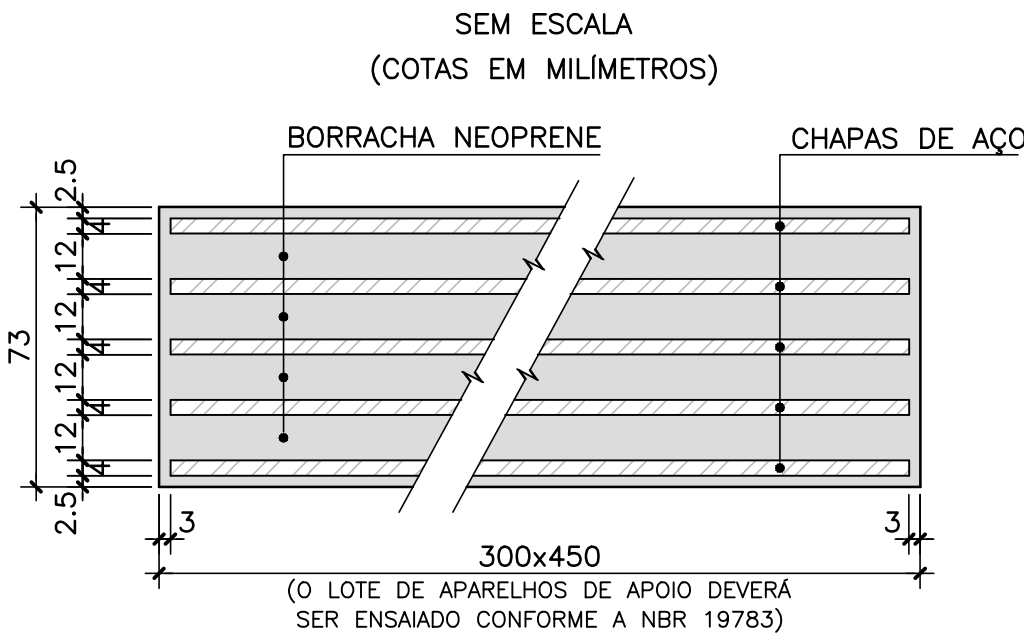 SEM ESCALA
(COTAS EM MILÍMETROS)
BORRACHA NEOPRENE
CHAPAS DE AÇO
2.5
4
12
4
12
4
12
4
12
4
2.5
73
3
3
300x450
(O LOTE DE APARELHOS DE APOIO DEVERÁ
SER ENSAIADO CONFORME A NBR 19783)